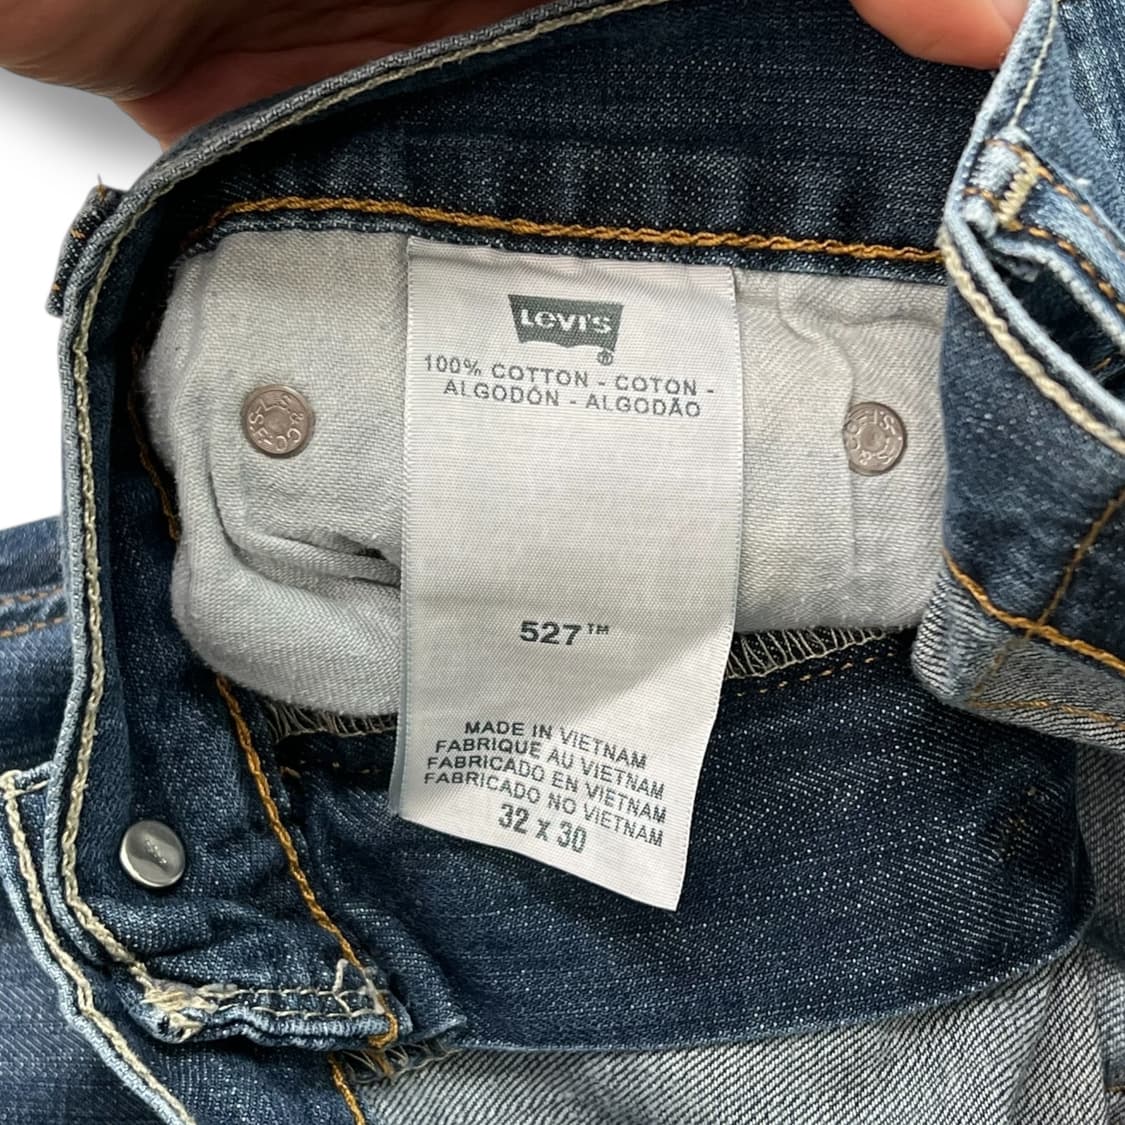 Levi's®
100% COTTON - COTON -
ALGODÓN - ALGODÃO
527™
MADE IN VIETNAM
FABRIQUE AU VIETNAM
FABRICADO EN VIETNAM
FABRICADO NO VIETNAM
32 x 30